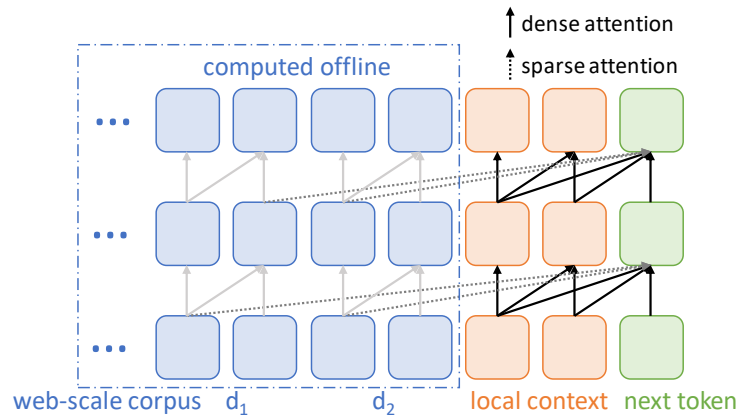 dense attention
computed offline
sparse attention
...
...
...
web-scale corpus d₁ d₂ local context next token